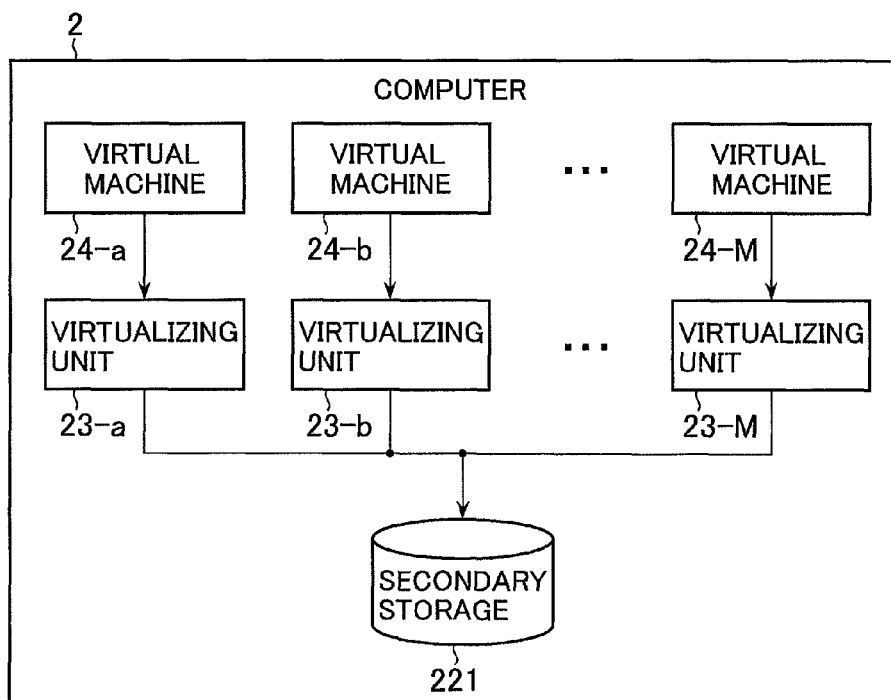 2
COMPUTER
VIRTUAL MACHINE
VIRTUAL MACHINE
...
VIRTUAL MACHINE
24-a
24-b
24-M
VIRTUALIZING UNIT
VIRTUALIZING UNIT
...
VIRTUALIZING UNIT
23-a
23-b
23-M
SECONDARY STORAGE
221